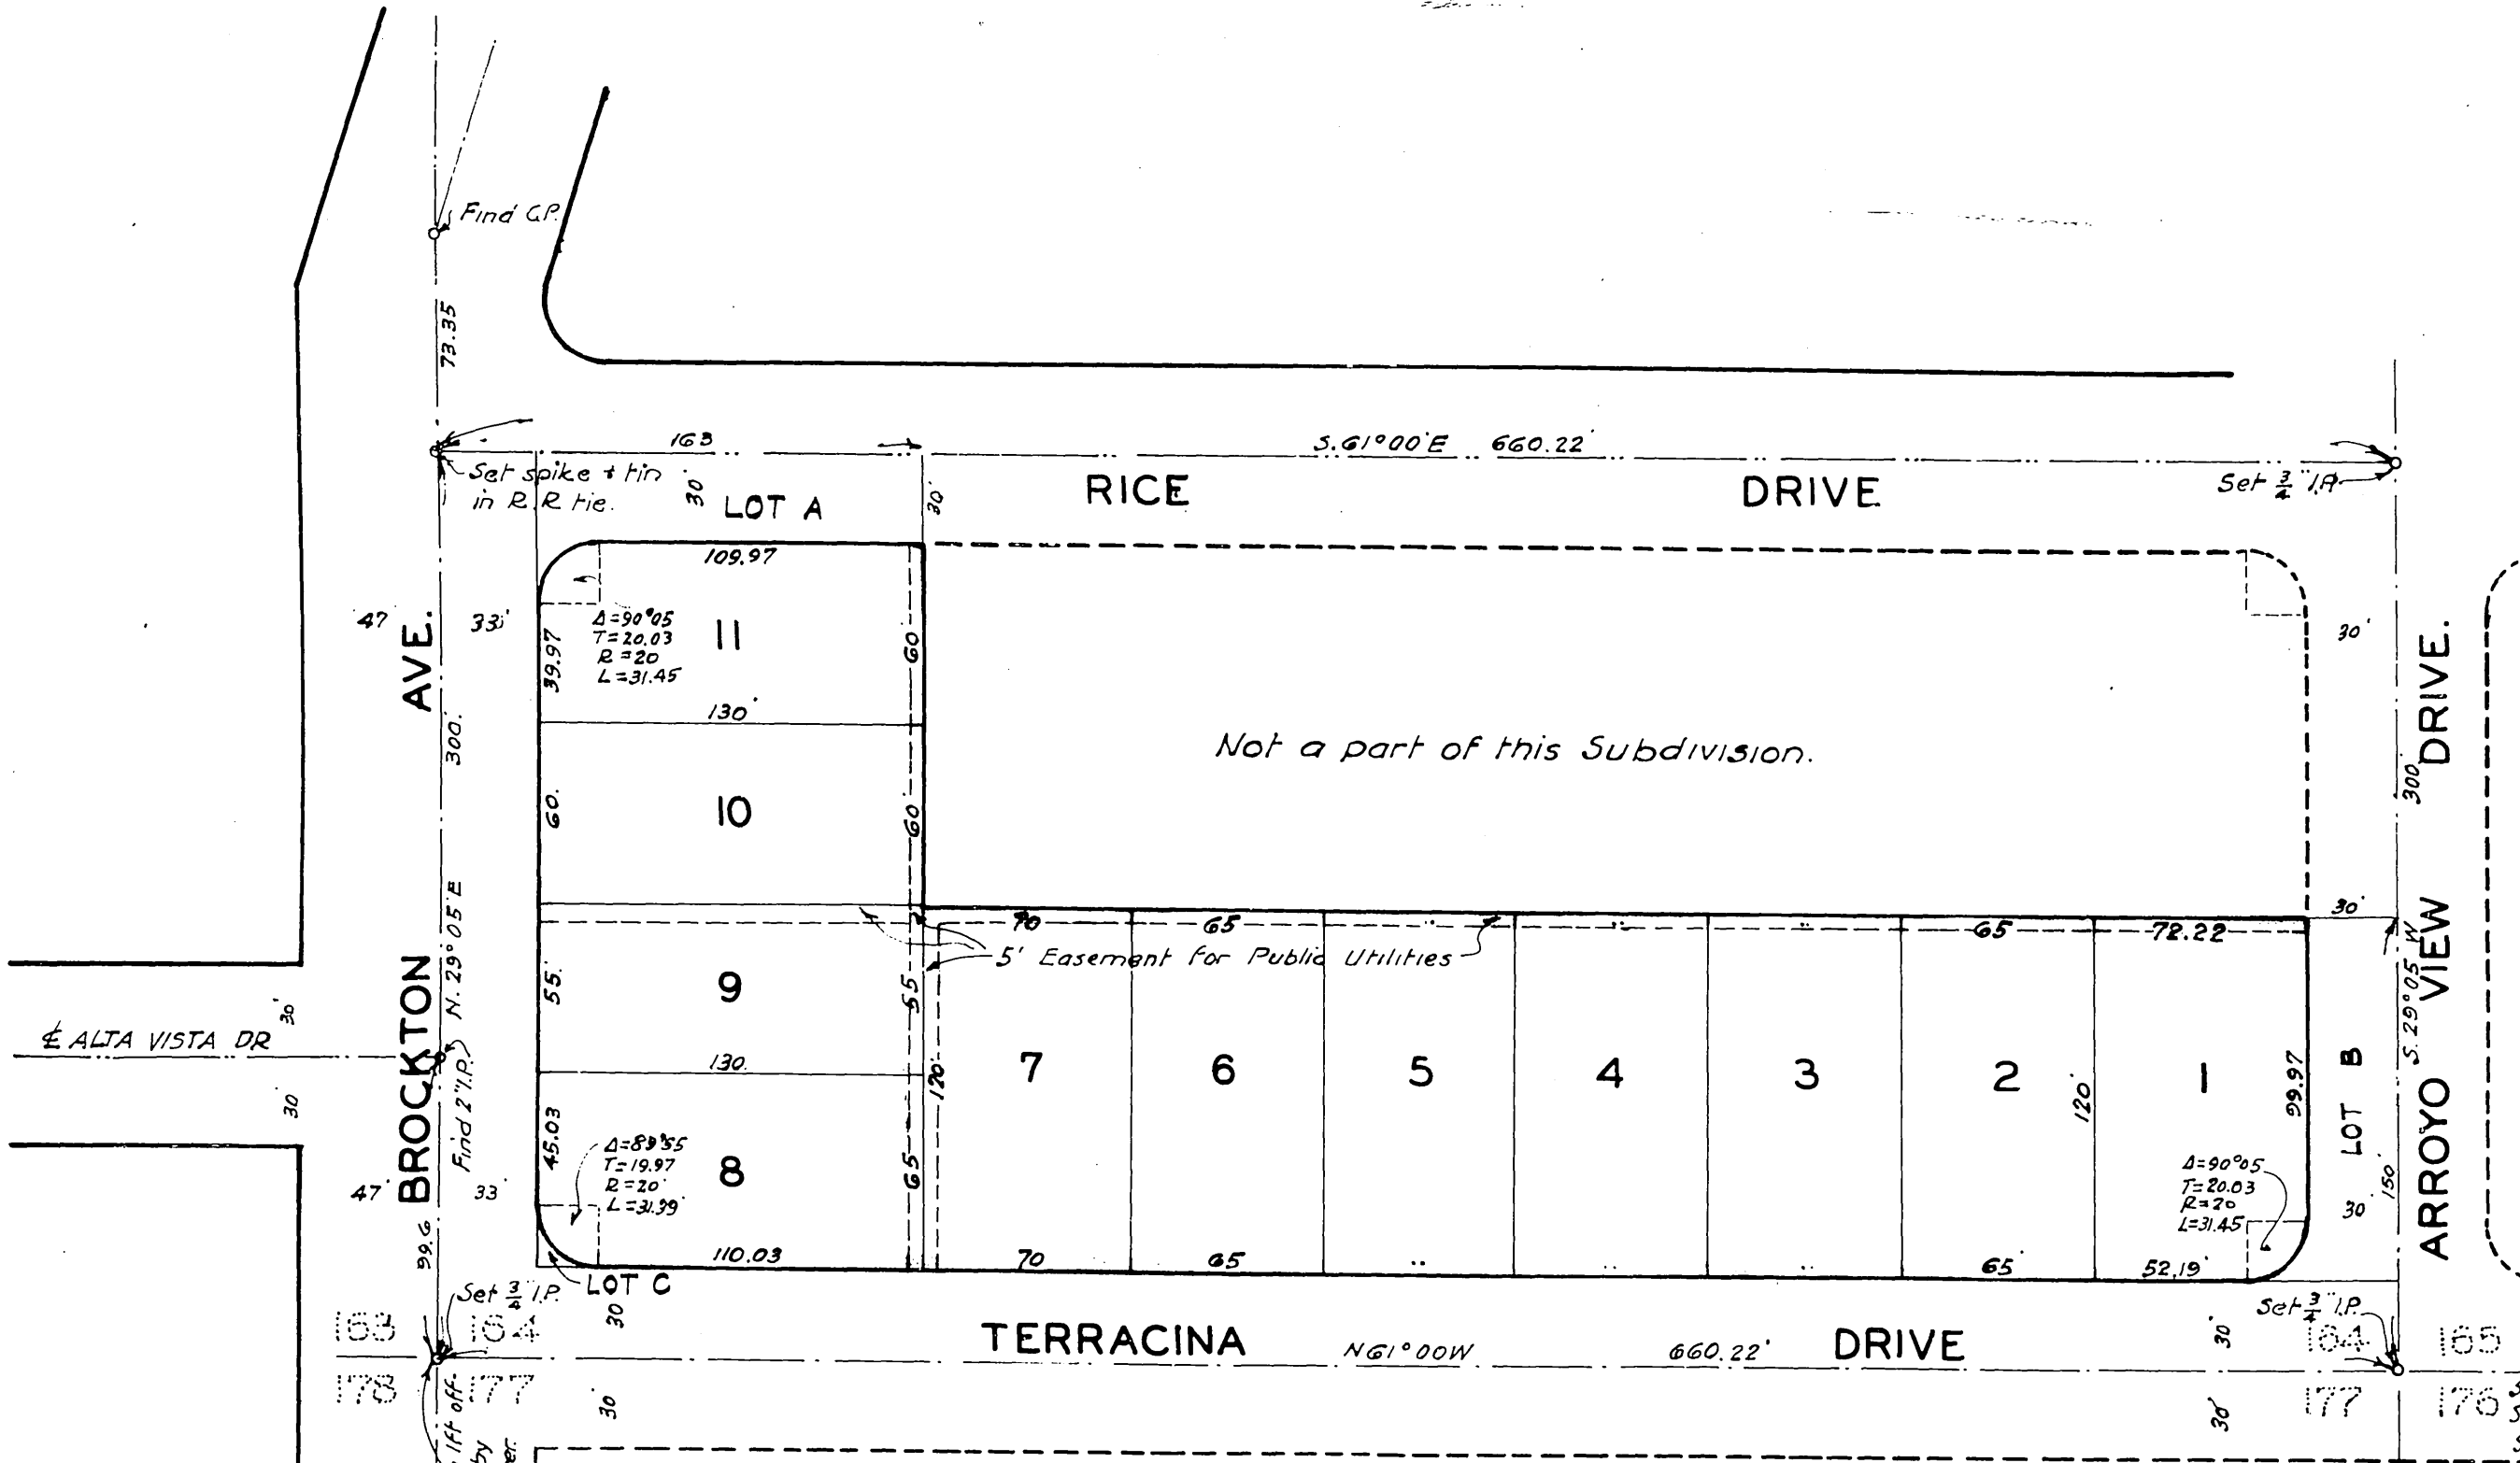 Find C.P.
73.35
163
S. 61° 00' E 660.22'
Set spike & tin
in R.R tie.
30'
LOT A
30'
RICE DRIVE
Set 3/4" I.P.
109.97
47
33'
AVE.
Δ=90°05
T=20.03
R=20
L=31.45
11
39.97
60'
30'
DRIVE.
130'
300.
Not a part of this Subdivision.
300'
60.
10
60'
N. 29° 05' E
70
65
65
72.22
30'
5' Easement for Public Utilities
55.
9
55
S. 29° 05' W
VIEW
℄ ALTA VISTA DR
30'
30'
BROCKTON
Find 2" I.P.
130.
120'
7
6
5
4
3
2
1
120'
99.97
LOT B
ARROYO
45.03
Δ=89°55
T=19.97
R=20'
L=31.39'
8
65
47'
33'
Δ=90°05
T=20.03
R=20
L=31.45
30'
150'
99.6
110.03
70
65
65'
52.19'
LOT C
Set 3/4" I.P.
30
Set 3/4" I.P.
163
164
TERRACINA DRIVE
N 61° 00 W
660.22'
30'
164
165
178
177
30
30'
177
176
1 ft off-
by